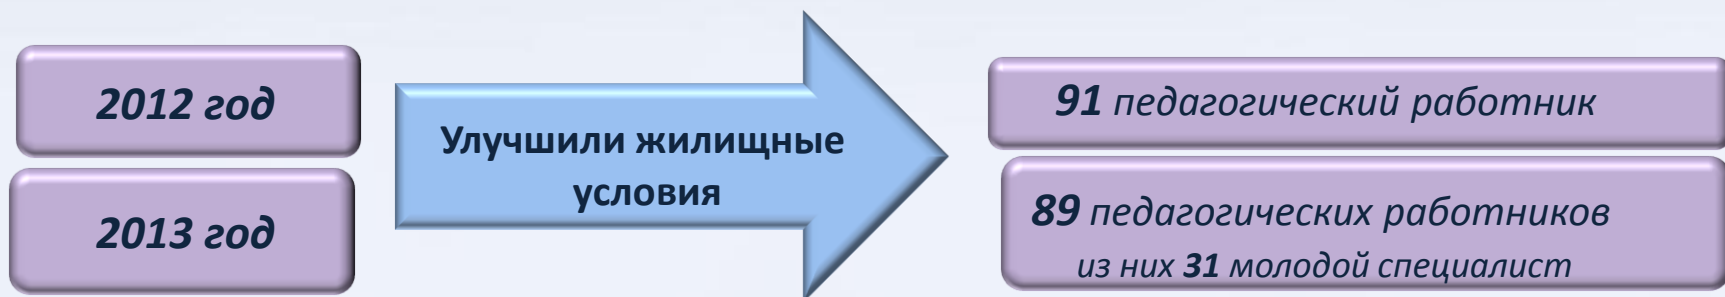 2012 год
2013 год
Улучшили жилищные
условия
91 педагогический работник
89 педагогических работников
из них 31 молодой специалист